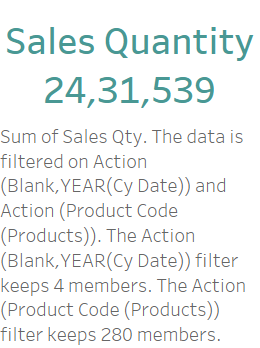 Sales Quantity
24,31,539
Sum of Sales Qty. The data is
filtered on Action
(Blank,YEAR(Cy Date)) and
Action (Product Code
(Products)). The Action
(Blank,YEAR(Cy Date)) filter
keeps 4 members. The Action
(Product Code (Products))
filter keeps 280 members.